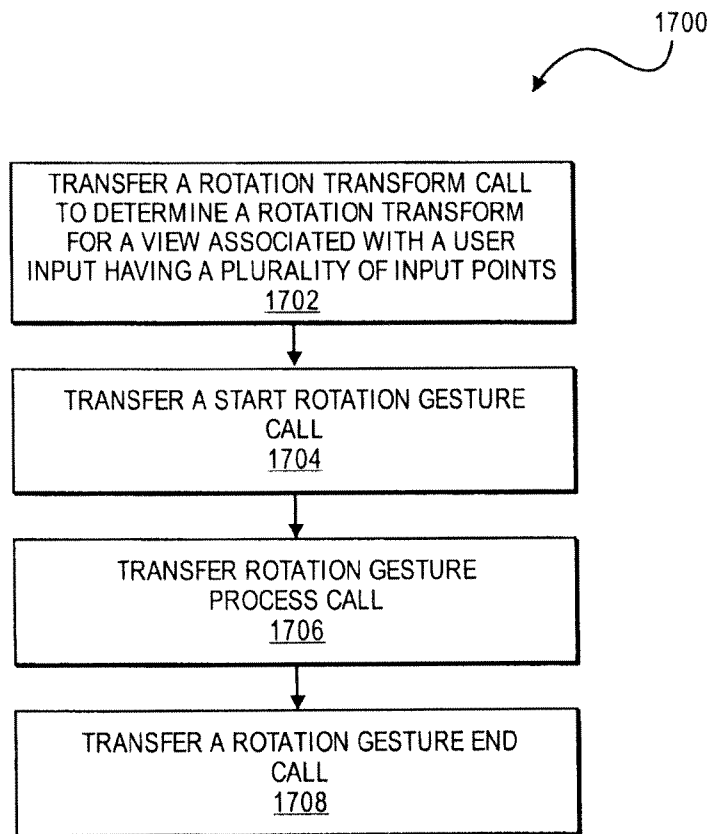 1700
TRANSFER A ROTATION TRANSFORM CALL
TO DETERMINE A ROTATION TRANSFORM
FOR A VIEW ASSOCIATED WITH A USER
INPUT HAVING A PLURALITY OF INPUT POINTS
1702
TRANSFER A START ROTATION GESTURE
CALL
1704
TRANSFER ROTATION GESTURE
PROCESS CALL
1706
TRANSFER A ROTATION GESTURE END
CALL
1708